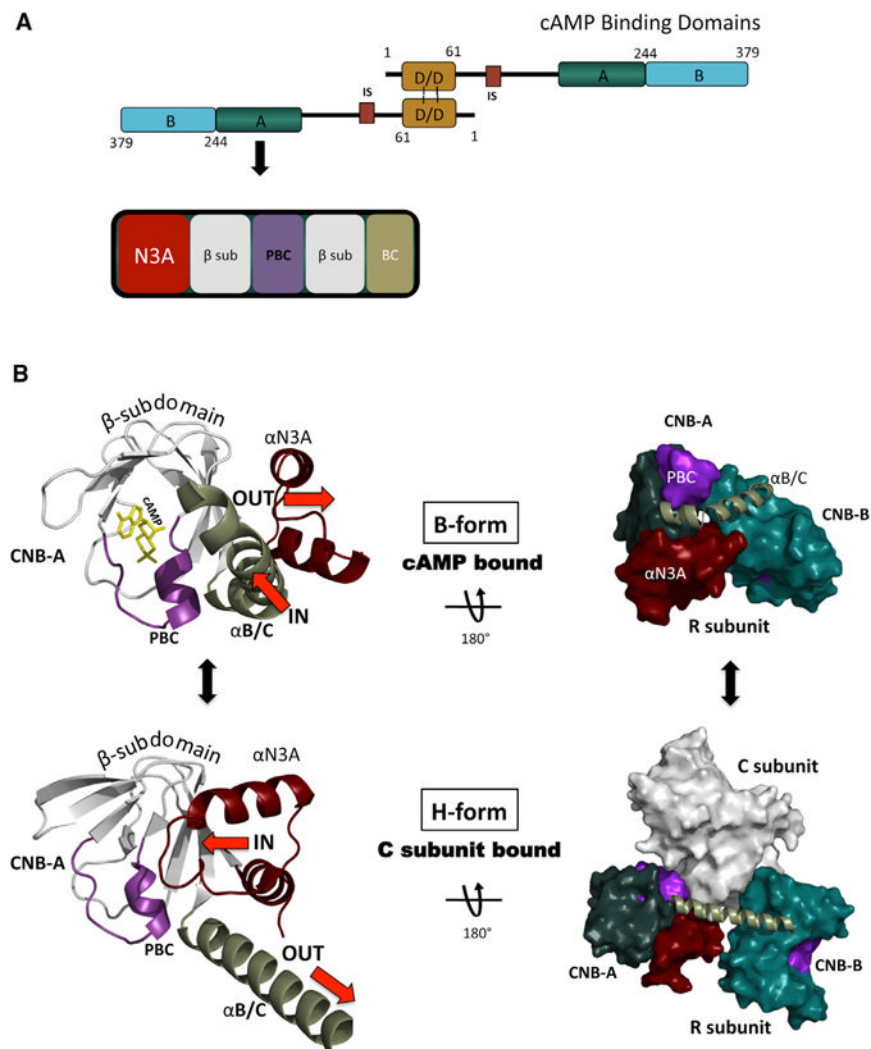 A
cAMP Binding Domains
1 61 244 379
D/D A B
IS IS
B A D/D
379 244 61 1
N3A β sub PBC β sub BC
B
β-subdomain
αN3A
OUT
cAMP
CNB-A
IN
PBC
αB/C
B-form
cAMP bound
180°
CNB-A
PBC
αB/C
CNB-B
αN3A
R subunit
β-subdomain
αN3A
IN
CNB-A
PBC
OUT
αB/C
H-form
C subunit bound
180°
C subunit
CNB-A
CNB-B
R subunit